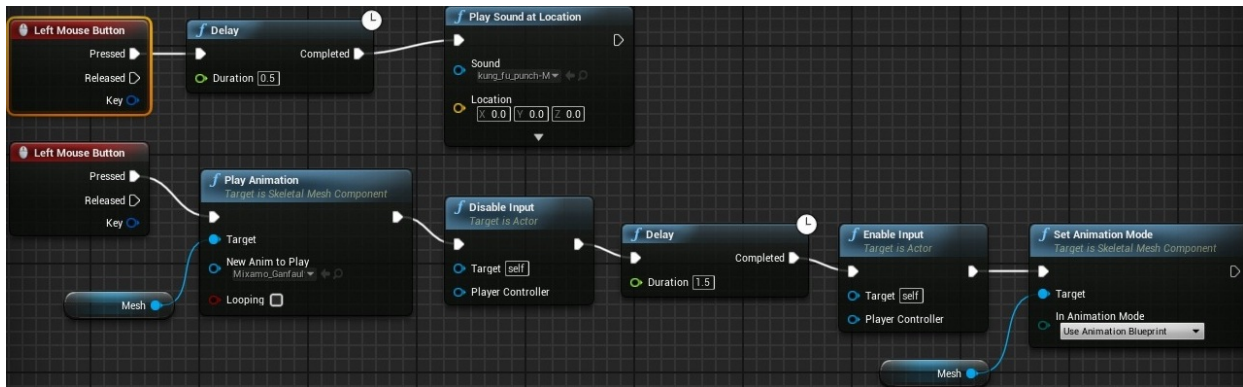 Left Mouse Button
Pressed
Released
Key
f Delay
Completed
Duration 0.5
f Play Sound at Location
Sound
kung_fu_punch-M
Location
X 0.0 Y 0.0 Z 0.0
Left Mouse Button
Pressed
Released
Key
Mesh
f Play Animation
Target is Skeletal Mesh Component
Target
New Anim to Play
Mixamo_Ganfaul
Looping
f Disable Input
Target is Actor
Target self
Player Controller
f Delay
Completed
Duration 1.5
f Enable Input
Target is Actor
Target self
Player Controller
Mesh
f Set Animation Mode
Target is Skeletal Mesh Component
Target
In Animation Mode
Use Animation Blueprint